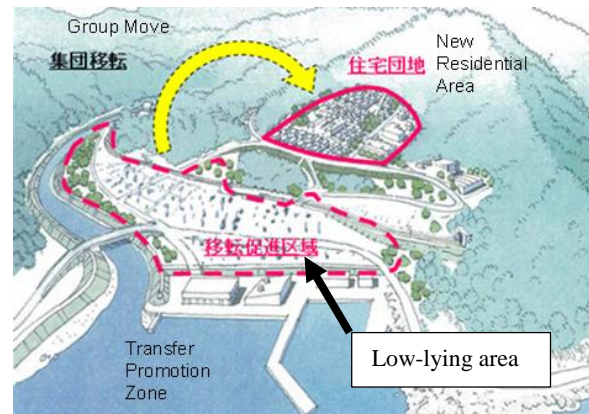 Group Move
集団移転
住宅団地
New
Residential
Area
移転促進区域
Transfer
Promotion
Zone
Low-lying area